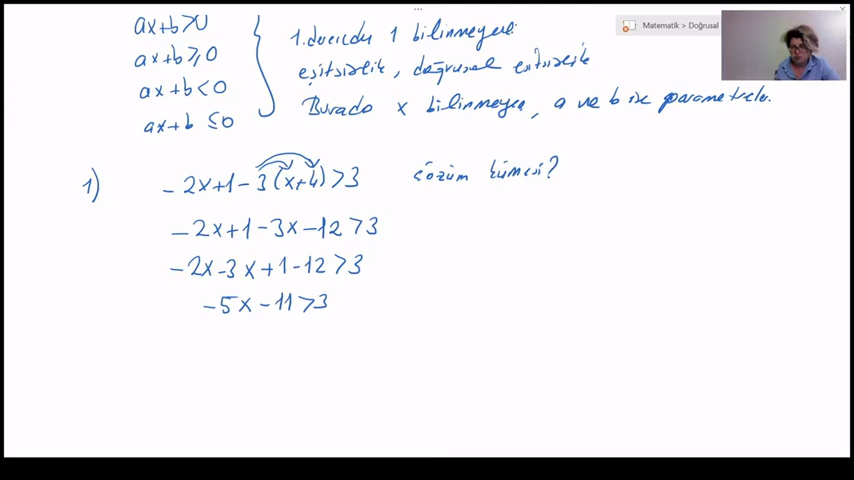 ax+b>0
ax+b≥0
ax+b<0
ax+b≤0
1.dereceden 1 bilinmeyenli
eşitsizlik, doğrusal eşitsizlik
Burada x bilinmeyen, a ve b ise parametreler.
Matematik > Doğrusal
1) -2x+1-3(x+4)>3 çözüm kümesi?
-2x+1-3x-12>3
-2x-3x+1-12>3
-5x-11>3